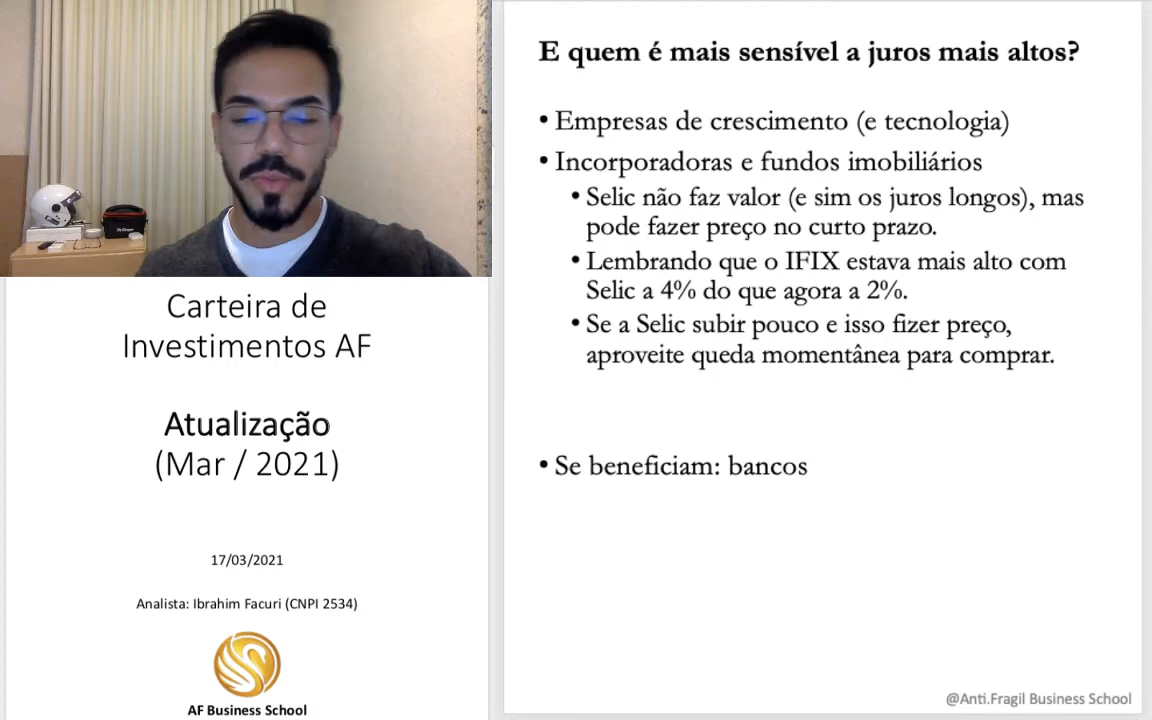 Carteira de
Investimentos AF
Atualização
(Mar / 2021)
17/03/2021
Analista: Ibrahim Facuri (CNPI 2534)
AF Business School
E quem é mais sensível a juros mais altos?
• Empresas de crescimento (e tecnologia)
• Incorporadoras e fundos imobiliários
• Selic não faz valor (e sim os juros longos), mas
pode fazer preço no curto prazo.
• Lembrando que o IFIX estava mais alto com
Selic a 4% do que agora a 2%.
• Se a Selic subir pouco e isso fizer preço,
aproveite queda momentânea para comprar.
• Se beneficiam: bancos
@Anti.Fragil Business School